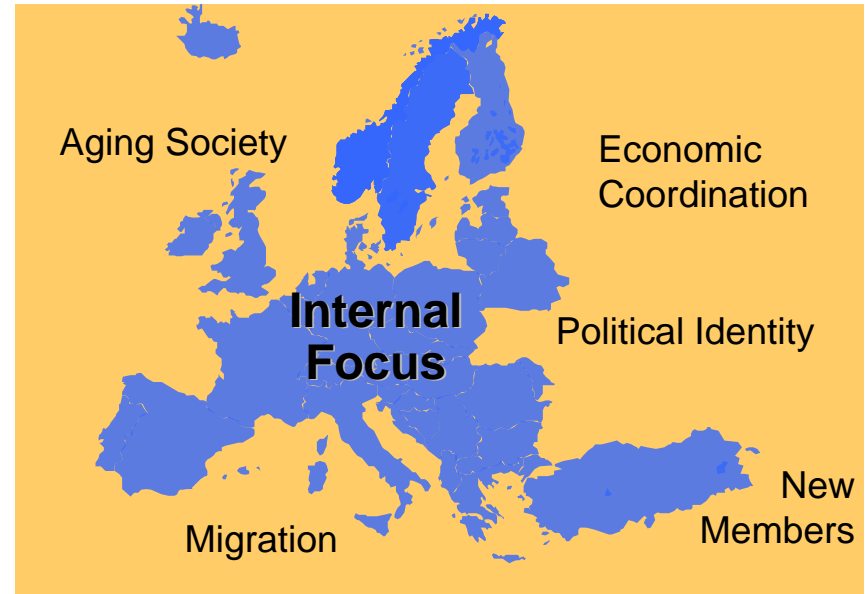 Aging Society
Economic
Coordination
Internal
Focus
Political Identity
New
Members
Migration